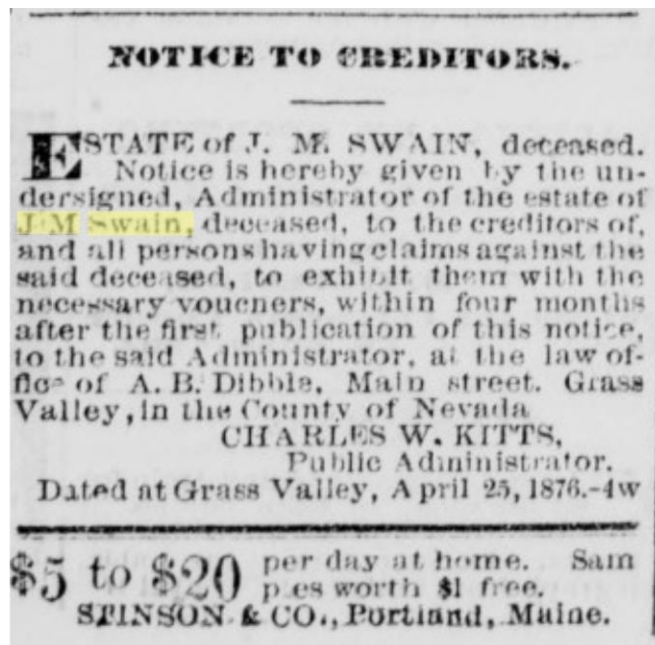 NOTICE TO CREDITORS.
ESTATE of J. M. SWAIN, deceased.
Notice is hereby given by the un-
dersigned, Administrator of the estate of
J M Swain, deceased, to the creditors of,
and all persons having claims against the
said deceased, to exhibit them with the
necessary vouchers, within four months
after the first publication of this notice,
to the said Administrator, at the law of-
fice of A. B. Dibble, Main street. Grass
Valley, in the County of Nevada
CHARLES W. KITTS,
Public Administrator.
Dated at Grass Valley, April 25, 1876.-4w
$5 to $20 per day at home. Sam
ples worth $1 free.
STINSON & CO., Portland, Maine.